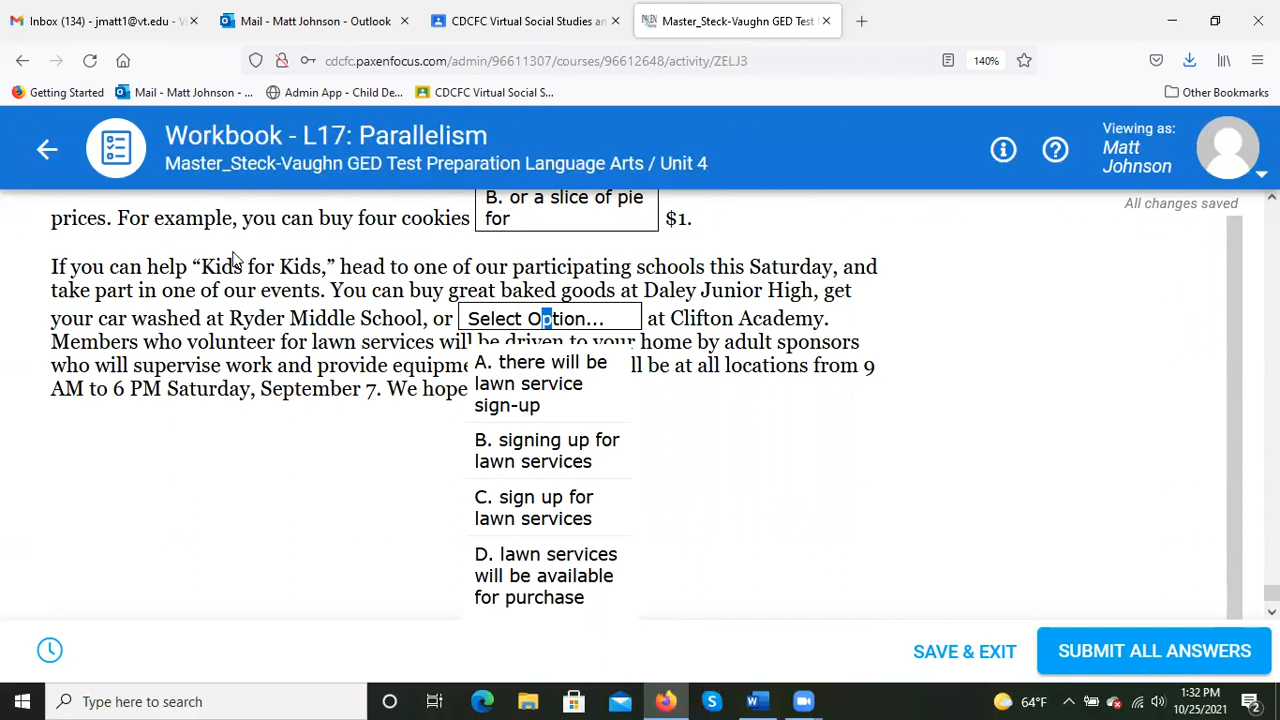 Inbox (134) - jmatt1@vt.edu -
Mail - Matt Johnson - Outlook
CDCFC Virtual Social Studies an
PAXEN
Master_Steck-Vaughn GED Test
cdcfc.paxenfocus.com/admin/96611307/courses/96612648/activity/ZELJ3
140%
Getting Started
Mail - Matt Johnson - ...
Admin App - Child De...
CDCFC Virtual Social S...
Other Bookmarks
Workbook - L17: Parallelism
Master_Steck-Vaughn GED Test Preparation Language Arts / Unit 4
Viewing as:
Matt
Johnson
All changes saved
B. or a slice of pie
for
prices. For example, you can buy four cookies $1.
If you can help “Kids for Kids,” head to one of our participating schools this Saturday, and
take part in one of our events. You can buy great baked goods at Daley Junior High, get
your car washed at Ryder Middle School, or Select Option... at Clifton Academy.
Members who volunteer for lawn services will be driven to your home by adult sponsors
who will supervise work and provide equipme ll be at all locations from 9
AM to 6 PM Saturday, September 7. We hope
A. there will be
lawn service
sign-up
B. signing up for
lawn services
C. sign up for
lawn services
D. lawn services
will be available
for purchase
SAVE & EXIT
SUBMIT ALL ANSWERS
Type here to search
64°F
1:32 PM
10/25/2021
2